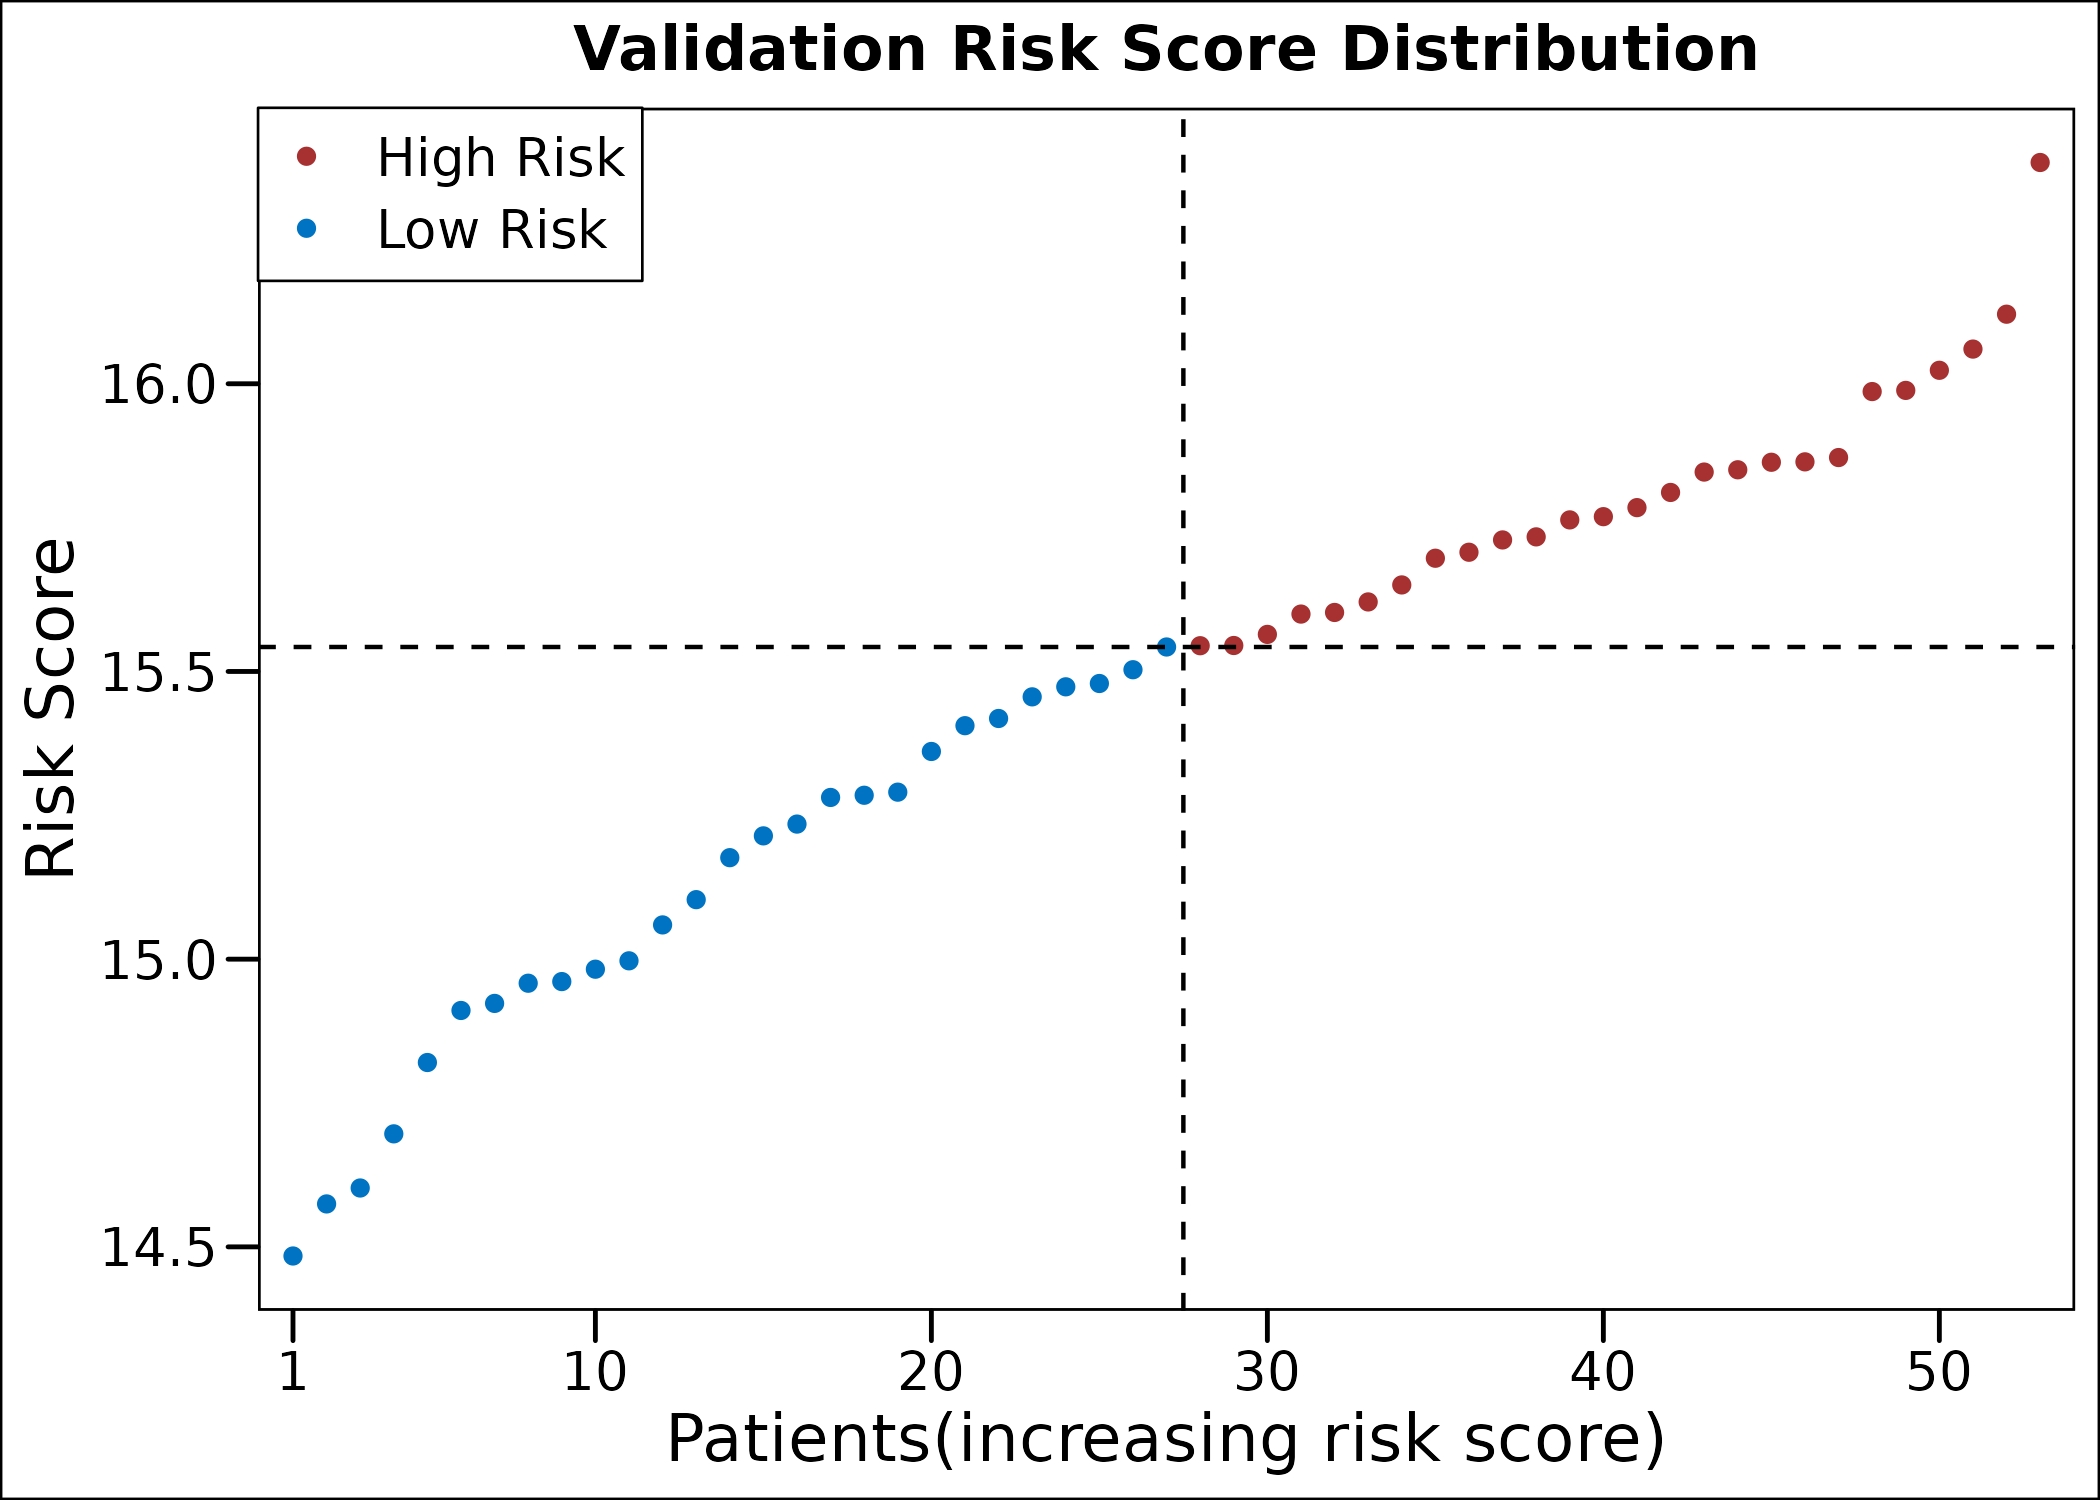 Validation Risk Score Distribution
High Risk
Low Risk
Risk Score
16.0
15.5
15.0
14.5
1 10 20 30 40 50
Patients(increasing risk score)